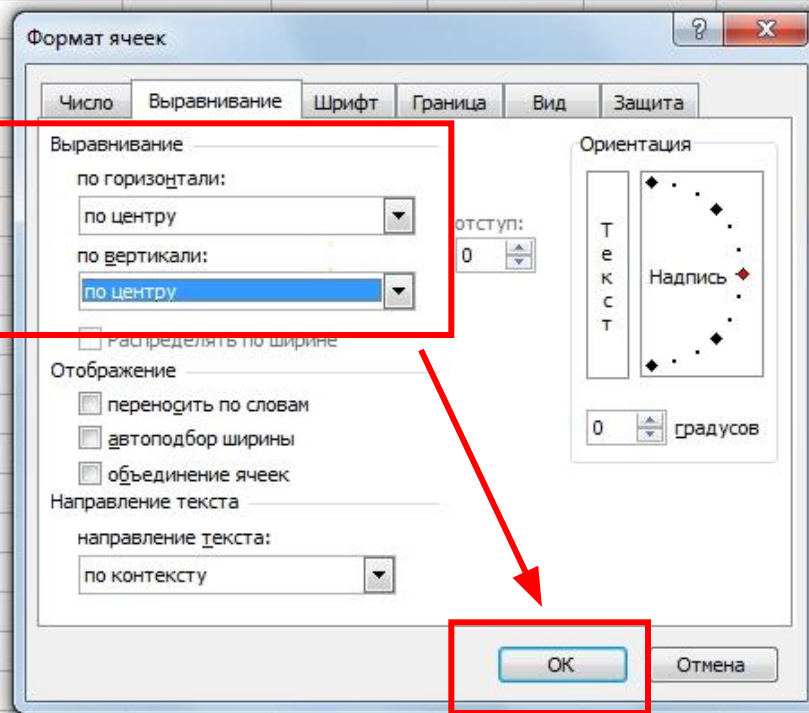 Формат ячеек
Число Выравнивание Шрифт Граница Вид Защита
Выравнивание
по горизонтали:
по центру
отступ:
0
по вертикали:
по центру
Распределять по ширине
Отображение
переносить по словам
автоподбор ширины
объединение ячеек
Направление текста
направление текста:
по контексту
Ориентация
Текст
Надпись
0 градусов
ОК Отмена